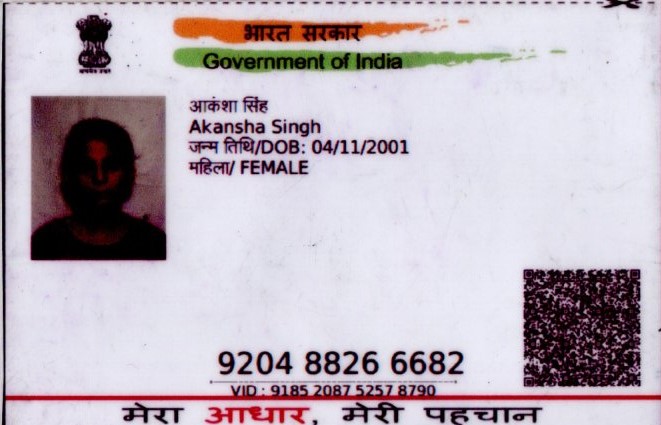 भारत सरकार
Government of India
आकंशा सिंह
Akansha Singh
जन्म तिथि/DOB: 04/11/2001
महिला/ FEMALE
9204 8826 6682
VID : 9185 2087 5257 8790
मेरा आधार, मेरी पहचान